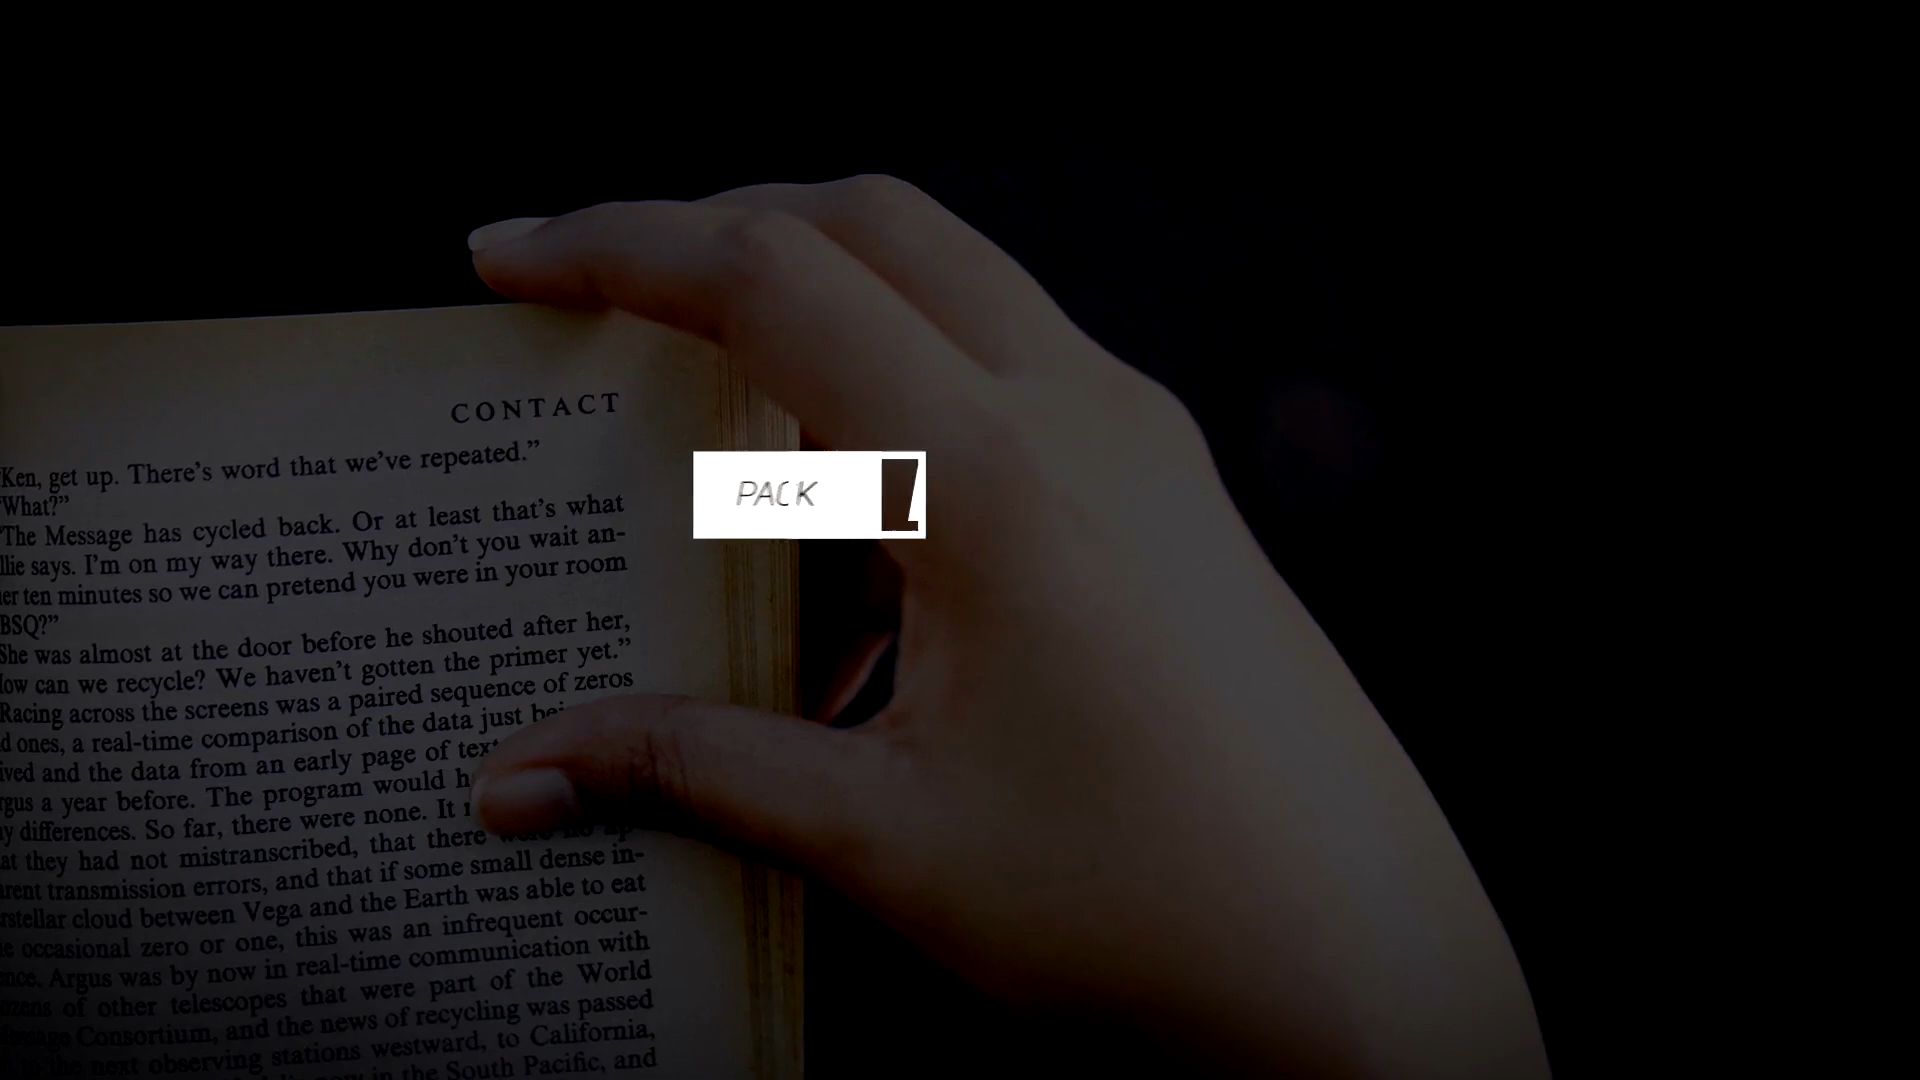 CONTACT
Ken, get up. There's word that we've repeated."
"What?"
"The Message has cycled back. Or at least that's what
says. I'm on my way there. Why don't you wait an-
ten minutes so we can pretend you were in your room
BSQ?"
She was almost at the door before he shouted after her,
can we recycle? We haven't gotten the primer yet."
Racing across the screens was a paired sequence of zeros
ones, a real-time comparison of the data just
and the data from an early page of
a year before. The program would
differences. So far, there were none. It
they had not mistranscribed, that there were no
transmission errors, and that if some small dense in-
cloud between Vega and the Earth was able to eat
occasional zero or one, this was an infrequent occur-
Argus was by now in real-time communication with
of other telescopes that were part of the World
Consortium, and the news of recycling was passed
the next observing stations westward, to California,
in the South Pacific, and
PACK